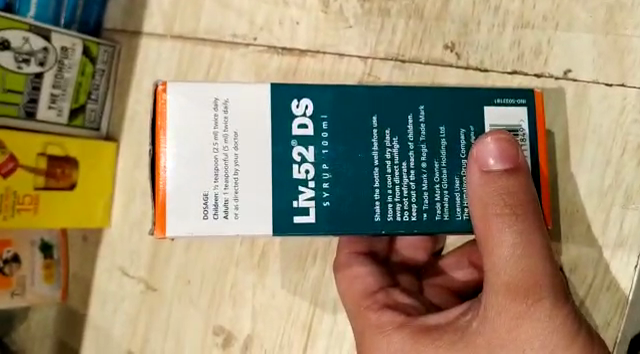 DOSAGE:
Children: ½ teaspoon (2.5 ml) twice daily
Adults: 1 teaspoonful (5 ml) twice daily,
or as directed by your doctor
Liv.52® DS
SYRUP 100ml
Shake the bottle well before use.
Store in a cool and dry place,
away from direct sunlight.
Do not refrigerate.
Keep out of the reach of children.
™ Trade Mark / ® Regd. Trade Mark
Trade Mark Owner:
Himalaya Global Holdings Ltd.
Licensed User:
The Himalaya Drug Company
15